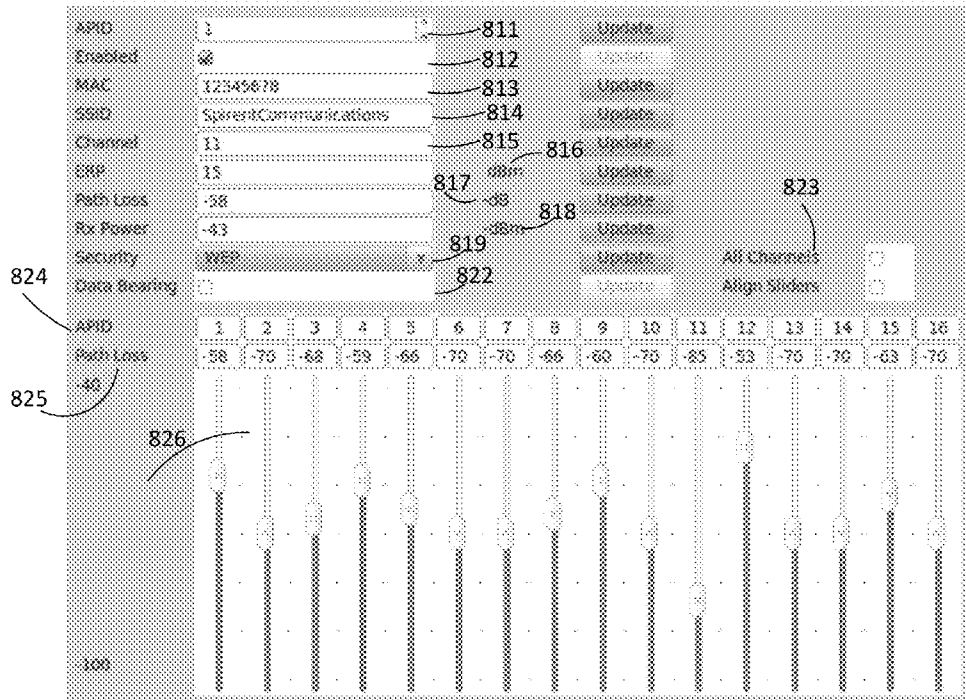 APID 1 811 Update
Enabled 812 Update
MAC 12345678 813 Update
SSID SpirentCommunications 814 Update
Channel 11 815 Update
ERP 15 dBm 816 Update
Path Loss -58 817 -dB Update 823
Rx Power -43 dBm 818 Update
Security WEP 819 Update All Channels
Data Bearing 822 Update Align Sliders
824
APID 1 2 3 4 5 6 7 8 9 10 11 12 13 14 15 16
Path Loss -58 -70 -68 -59 -66 -70 -70 -66 -60 -70 -85 -53 -70 -70 -63 -70
-40
825
826
-100